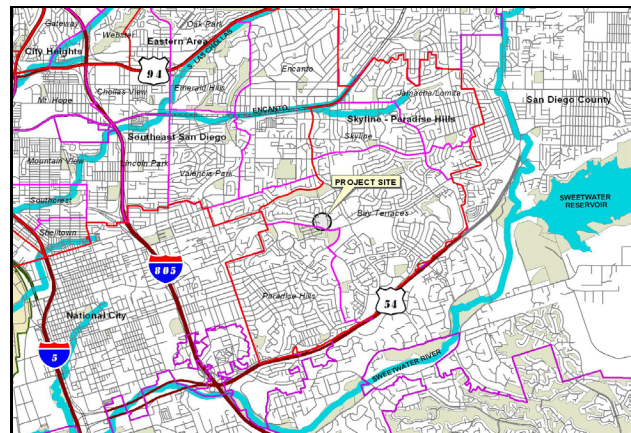 Gateway
Oak Park
Webster
City Heights
Eastern Area
94
S. LAS CHOLLAS
Encanto
Mt. Hope
Chollas View
Emerald Hills
Jamacha/Lomita
San Diego County
ENCANTO
Skyline - Paradise Hills
Southeast San Diego
Skyline
Mountain View
Lincoln Park
Valencia Park
PROJECT SITE
Southcrest
SWEETWATER
RESERVOIR
Bay Terraces
Shelltown
805
54
Paradise Hills
National City
5
SWEETWATER RIVER